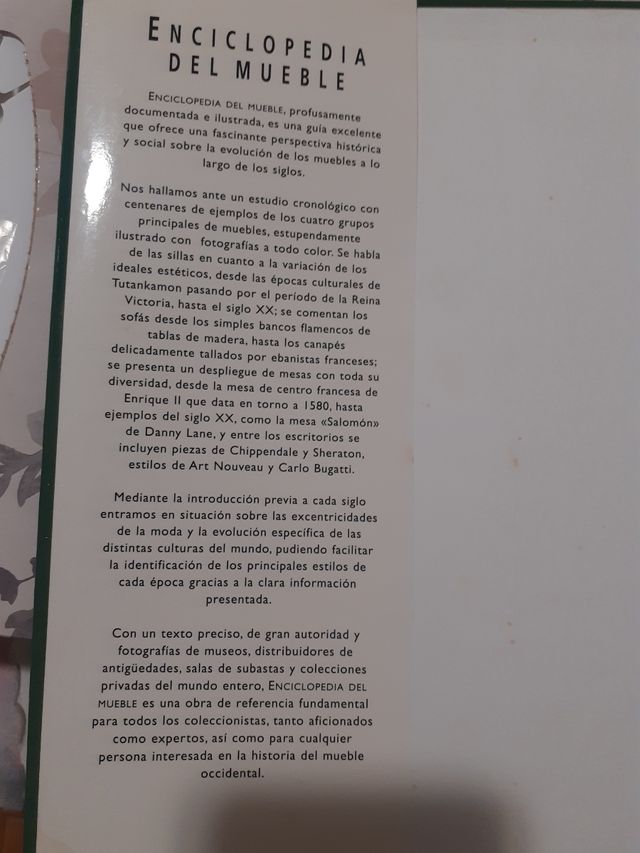 ENCICLOPEDIA
DEL MUEBLE
ENCICLOPEDIA DEL MUEBLE, profusamente
documentada e ilustrada, es una guía excelente
que ofrece una fascinante perspectiva histórica
y social sobre la evolución de los muebles a lo
largo de los siglos.
Nos hallamos ante un estudio cronológico con
centenares de ejemplos de los cuatro grupos
principales de muebles, estupendamente
ilustrado con fotografías a todo color. Se habla
de las sillas en cuanto a la variación de los
ideales estéticos, desde las épocas culturales de
Tutankamon pasando por el período de la Reina
Victoria, hasta el siglo XX; se comentan los
sofás desde los simples bancos flamencos de
tablas de madera, hasta los canapés
delicadamente tallados por ebanistas franceses;
se presenta un despliegue de mesas con toda su
diversidad, desde la mesa de centro francesa de
Enrique II que data en torno a 1580, hasta
ejemplos del siglo XX, como la mesa «Salomón»
de Danny Lane, y entre los escritorios se
incluyen piezas de Chippendale y Sheraton,
estilos de Art Nouveau y Carlo Bugatti.
Mediante la introducción previa a cada siglo
entramos en situación sobre las excentricidades
de la moda y la evolución específica de las
distintas culturas del mundo, pudiendo facilitar
la identificación de los principales estilos de
cada época gracias a la clara información
presentada.
Con un texto preciso, de gran autoridad y
fotografías de museos, distribuidores de
antigüedades, salas de subastas y colecciones
privadas del mundo entero, ENCICLOPEDIA DEL
MUEBLE es una obra de referencia fundamental
para todos los coleccionistas, tanto aficionados
como expertos, así como para cualquier
persona interesada en la historia del mueble
occidental.